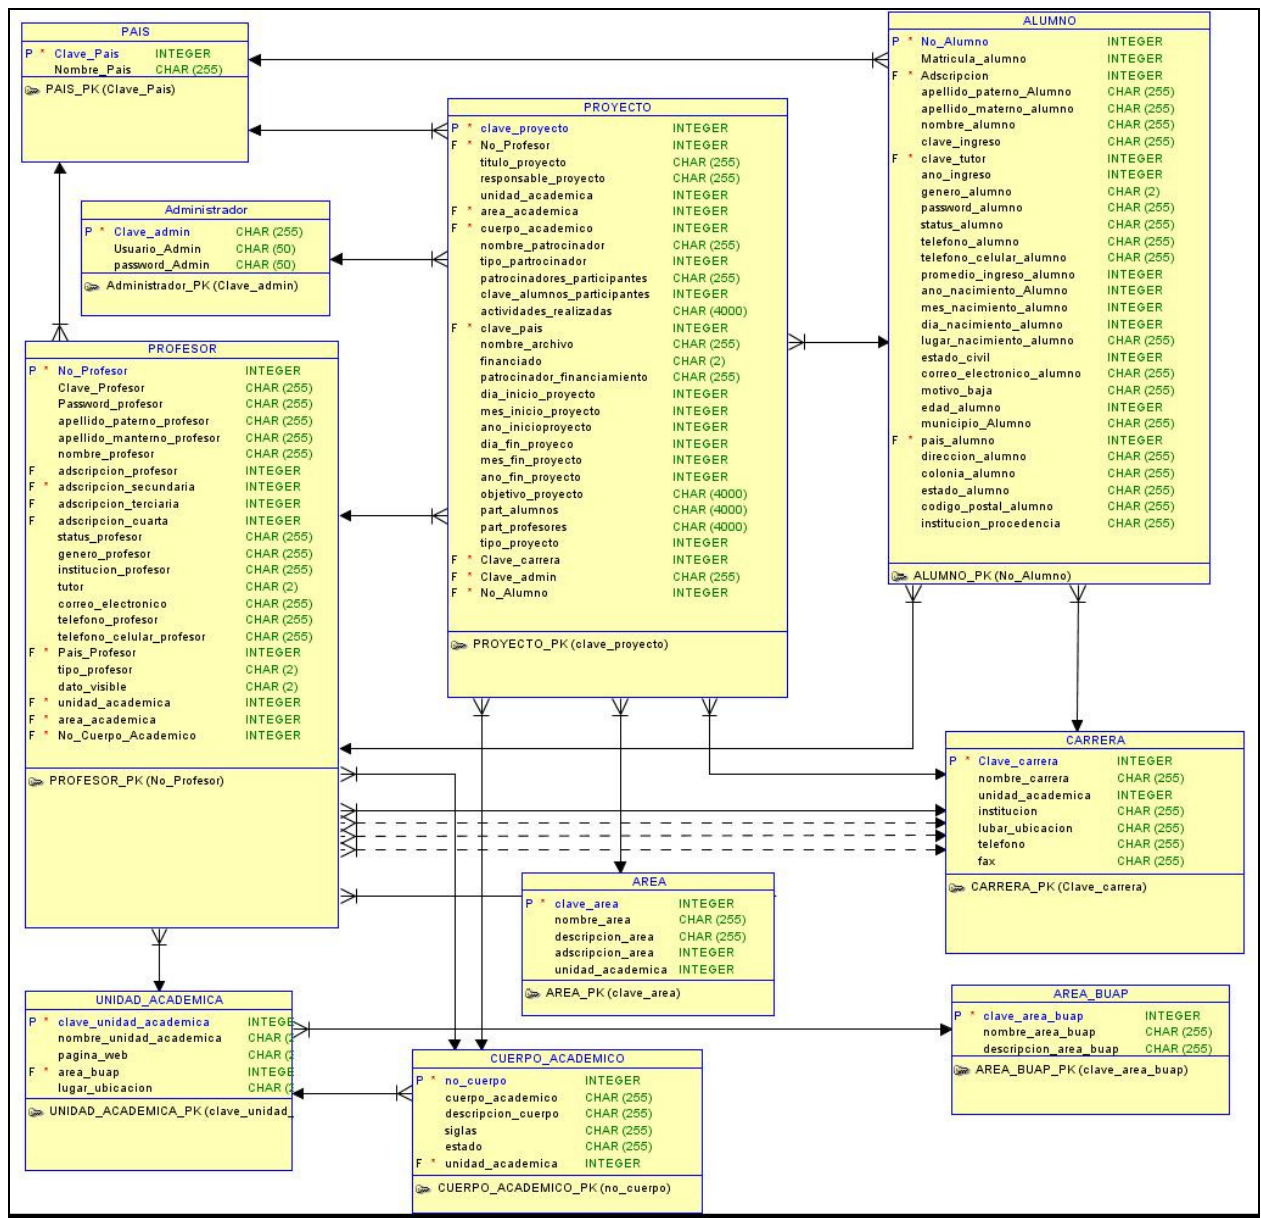 PAIS
P * Clave_Pais INTEGER
Nombre_Pais CHAR (255)
PAIS_PK (Clave_Pais)
Administrador
P * Clave_admin CHAR (255)
Usuario_Admin CHAR (50)
password_Admin CHAR (50)
Administrador_PK (Clave_admin)
PROFESOR
P * No_Profesor INTEGER
Clave_Profesor CHAR (255)
Password_profesor CHAR (255)
apellido_paterno_profesor CHAR (255)
apellido_manterno_profesor CHAR (255)
nombre_profesor CHAR (255)
F adscripcion_profesor INTEGER
F * adscripcion_secundaria INTEGER
F adscripcion_terciaria INTEGER
F adscripcion_cuarta INTEGER
status_profesor CHAR (255)
genero_profesor CHAR (255)
institucion_profesor CHAR (255)
tutor CHAR (2)
correo_electronico CHAR (255)
telefono_profesor CHAR (255)
telefono_celular_profesor CHAR (255)
F * Pais_Profesor INTEGER
tipo_profesor CHAR (2)
dato_visible CHAR (2)
F * unidad_academica INTEGER
F * area_academica INTEGER
F * No_Cuerpo_Academico INTEGER
PROFESOR_PK (No_Profesor)
PROYECTO
P * clave_proyecto INTEGER
F * No_Profesor INTEGER
titulo_proyecto CHAR (255)
responsable_proyecto CHAR (255)
unidad_academica INTEGER
F * area_academica INTEGER
F * cuerpo_academico INTEGER
nombre_patrocinador CHAR (255)
tipo_partrocinador INTEGER
patrocinadores_participantes CHAR (255)
clave_alumnos_participantes INTEGER
actividades_realizadas CHAR (4000)
F * clave_pais INTEGER
nombre_archivo CHAR (255)
financiado CHAR (2)
patrocinador_financiamiento CHAR (255)
dia_inicio_proyecto INTEGER
mes_inicio_proyecto INTEGER
ano_inicioproyecto INTEGER
dia_fin_proyeco INTEGER
mes_fin_proyecto INTEGER
ano_fin_proyecto INTEGER
objetivo_proyecto CHAR (4000)
part_alumnos CHAR (4000)
part_profesores CHAR (4000)
tipo_proyecto INTEGER
F * Clave_carrera INTEGER
F * Clave_admin CHAR (255)
F * No_Alumno INTEGER
PROYECTO_PK (clave_proyecto)
ALUMNO
P * No_Alumno INTEGER
Matricula_alumno INTEGER
F * Adscripcion INTEGER
apellido_paterno_Alumno CHAR (255)
apellido_materno_alumno CHAR (255)
nombre_alumno CHAR (255)
clave_ingreso CHAR (255)
F * clave_tutor INTEGER
ano_ingreso INTEGER
genero_alumno CHAR (2)
password_alumno CHAR (255)
status_alumno CHAR (255)
telefono_alumno CHAR (255)
telefono_celular_alumno CHAR (255)
promedio_ingreso_alumno INTEGER
ano_nacimiento_Alumno INTEGER
mes_nacimiento_alumno INTEGER
dia_nacimiento_alumno INTEGER
lugar_nacimiento_alumno CHAR (255)
estado_civil INTEGER
correo_electronico_alumno CHAR (255)
motivo_baja CHAR (255)
edad_alumno INTEGER
municipio_Alumno CHAR (255)
F * pais_alumno INTEGER
direccion_alumno CHAR (255)
colonia_alumno CHAR (255)
estado_alumno CHAR (255)
codigo_postal_alumno CHAR (255)
institucion_procedencia CHAR (255)
ALUMNO_PK (No_Alumno)
CARRERA
P * Clave_carrera INTEGER
nombre_carrera CHAR (255)
unidad_academica INTEGER
institucion CHAR (255)
lubar_ubicacion CHAR (255)
telefono CHAR (255)
fax CHAR (255)
CARRERA_PK (Clave_carrera)
AREA
P * clave_area INTEGER
nombre_area CHAR (255)
descripcion_area CHAR (255)
adscripcion_area INTEGER
unidad_academica INTEGER
AREA_PK (clave_area)
UNIDAD_ACADEMICA
P * clave_unidad_academica INTEGE
nombre_unidad_academica CHAR (2
pagina_web CHAR (2
F * area_buap INTEGE
lugar_ubicacion CHAR (2
UNIDAD_ACADEMICA_PK (clave_unidad_
CUERPO_ACADEMICO
P * no_cuerpo INTEGER
cuerpo_academico CHAR (255)
descripcion_cuerpo CHAR (255)
siglas CHAR (255)
estado CHAR (255)
F * unidad_academica INTEGER
CUERPO_ACADEMICO_PK (no_cuerpo)
AREA_BUAP
P * clave_area_buap INTEGER
nombre_area_buap CHAR (255)
descripcion_area_buap CHAR (255)
AREA_BUAP_PK (clave_area_buap)